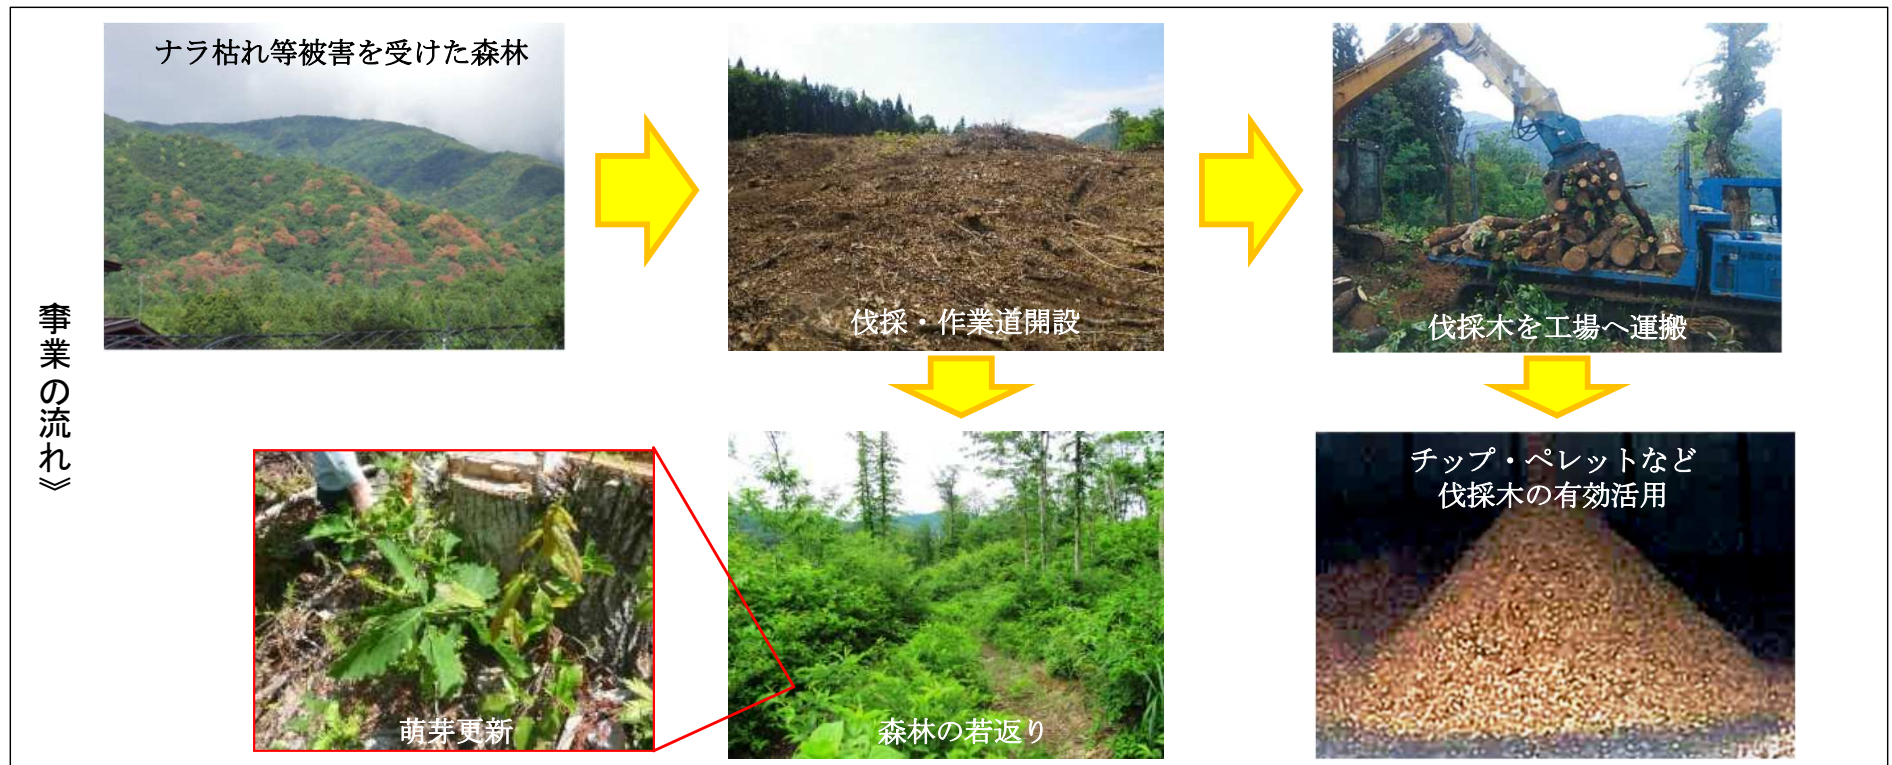 事業の流れ》
ナラ枯れ等被害を受けた森林
伐採・作業道開設
伐採木を工場へ運搬
萌芽更新
森林の若返り
チップ・ペレットなど
伐採木の有効活用